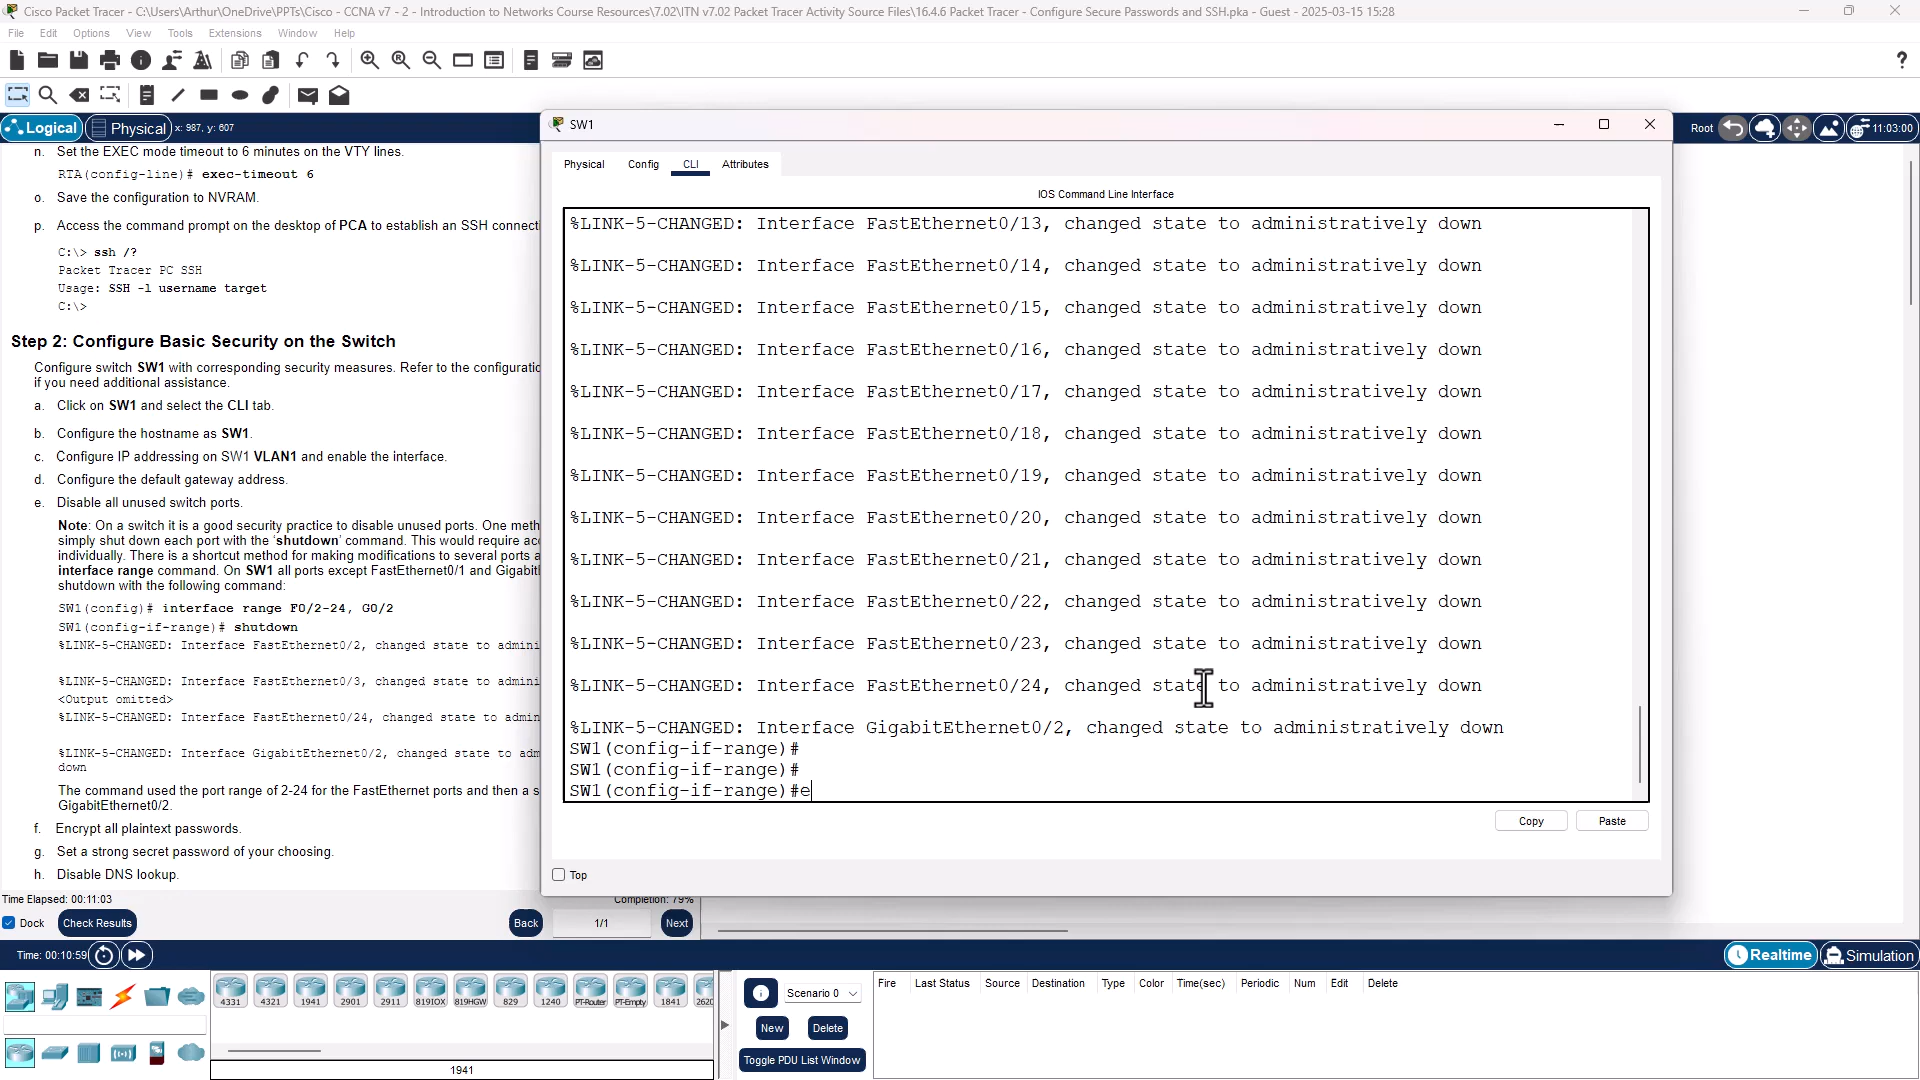 Cisco Packet Tracer - C:\Users\Arthur\OneDrive\PPTs\Cisco - CCNA v7 - 2 - Introduction to Networks Course Resources\7.02\ITN v7.02 Packet Tracer Activity Source Files\16.4.6 Packet Tracer - Configure Secure Passwords and SSH.pka - Guest - 2025-03-15 15:28
File Edit Options View Tools Extensions Window Help
Logical Physical x: 987, y: 607
Root 11:03:00
n. Set the EXEC mode timeout to 6 minutes on the VTY lines.
RTA(config-line)# exec-timeout 6
o. Save the configuration to NVRAM.
p. Access the command prompt on the desktop of PCA to establish an SSH connecti
C:\> ssh /?
Packet Tracer PC SSH
Usage: SSH -l username target
C:\>
Step 2: Configure Basic Security on the Switch
Configure switch SW1 with corresponding security measures. Refer to the configuratio
if you need additional assistance.
a. Click on SW1 and select the CLI tab.
b. Configure the hostname as SW1.
c. Configure IP addressing on SW1 VLAN1 and enable the interface.
d. Configure the default gateway address.
e. Disable all unused switch ports.
Note: On a switch it is a good security practice to disable unused ports. One meth
simply shut down each port with the 'shutdown' command. This would require acc
individually. There is a shortcut method for making modifications to several ports a
interface range command. On SW1 all ports except FastEthernet0/1 and Gigabit
shutdown with the following command:
SW1(config)# interface range F0/2-24, G0/2
SW1(config-if-range)# shutdown
%LINK-5-CHANGED: Interface FastEthernet0/2, changed state to admini
%LINK-5-CHANGED: Interface FastEthernet0/3, changed state to admini
<Output omitted>
%LINK-5-CHANGED: Interface FastEthernet0/24, changed state to admin
%LINK-5-CHANGED: Interface GigabitEthernet0/2, changed state to adm
down
The command used the port range of 2-24 for the FastEthernet ports and then a s
GigabitEthernet0/2.
f. Encrypt all plaintext passwords.
g. Set a strong secret password of your choosing.
h. Disable DNS lookup.
Time Elapsed: 00:11:03
Completion: 79%
Dock Check Results Back 1/1 Next
SW1
Physical Config CLI Attributes
IOS Command Line Interface
%LINK-5-CHANGED: Interface FastEthernet0/13, changed state to administratively down
%LINK-5-CHANGED: Interface FastEthernet0/14, changed state to administratively down
%LINK-5-CHANGED: Interface FastEthernet0/15, changed state to administratively down
%LINK-5-CHANGED: Interface FastEthernet0/16, changed state to administratively down
%LINK-5-CHANGED: Interface FastEthernet0/17, changed state to administratively down
%LINK-5-CHANGED: Interface FastEthernet0/18, changed state to administratively down
%LINK-5-CHANGED: Interface FastEthernet0/19, changed state to administratively down
%LINK-5-CHANGED: Interface FastEthernet0/20, changed state to administratively down
%LINK-5-CHANGED: Interface FastEthernet0/21, changed state to administratively down
%LINK-5-CHANGED: Interface FastEthernet0/22, changed state to administratively down
%LINK-5-CHANGED: Interface FastEthernet0/23, changed state to administratively down
%LINK-5-CHANGED: Interface FastEthernet0/24, changed state to administratively down
%LINK-5-CHANGED: Interface GigabitEthernet0/2, changed state to administratively down
SW1(config-if-range)#
SW1(config-if-range)#
SW1(config-if-range)#e
Copy Paste
Top
Time: 00:10:59
Realtime Simulation
4331 4321 1941 2901 2911 819IOX 819HGW 829 1240 PT-Router PT-Empty 1841 2620
1941
Scenario 0
New Delete
Toggle PDU List Window
Fire Last Status Source Destination Type Color Time(sec) Periodic Num Edit Delete